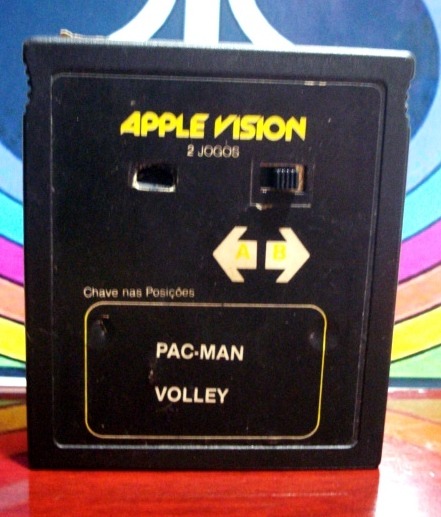 APPLE VISION
2 JOGOS
A B
Chave nas Posições
PAC-MAN
VOLLEY